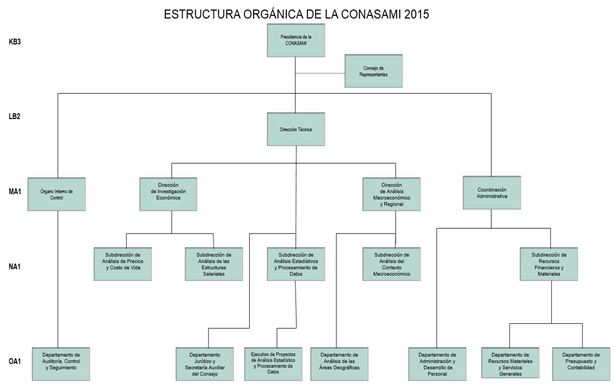 ESTRUCTURA ORGÁNICA DE LA CONASAMI 2015
KB3
Presidencia de la
CONASAMI
Consejo de
Representantes
LB2
Dirección Técnica
MA1
Órgano Interno de
Control
Dirección
de Investigación
Económica
Dirección
de Análisis
Macroeconómico
y Regional
Coordinación
Administrativa
NA1
Subdirección de
Análisis de Precios
y Costo de Vida
Subdirección de
Análisis de las
Estructuras
Salariales
Subdirección de
Análisis Estadísticos
y Procesamiento de
Datos
Subdirección de
Análisis del
Contexto
Macroeconómico
Subdirección de
Recursos
Financieros y
Materiales
OA1
Departamento de
Auditoría, Control
y Seguimiento
Departamento
Jurídico y
Secretaría Auxiliar
del Consejo
Ejecutivo de Proyectos
de Análisis Estadístico
y Procesamiento de
Datos
Departamento de
Análisis de las
Áreas Geográficas
Departamento de
Administración y
Desarrollo de
Personal
Departamento de
Recursos Materiales
y Servicios
Generales
Departamento de
Presupuesto y
Contabilidad